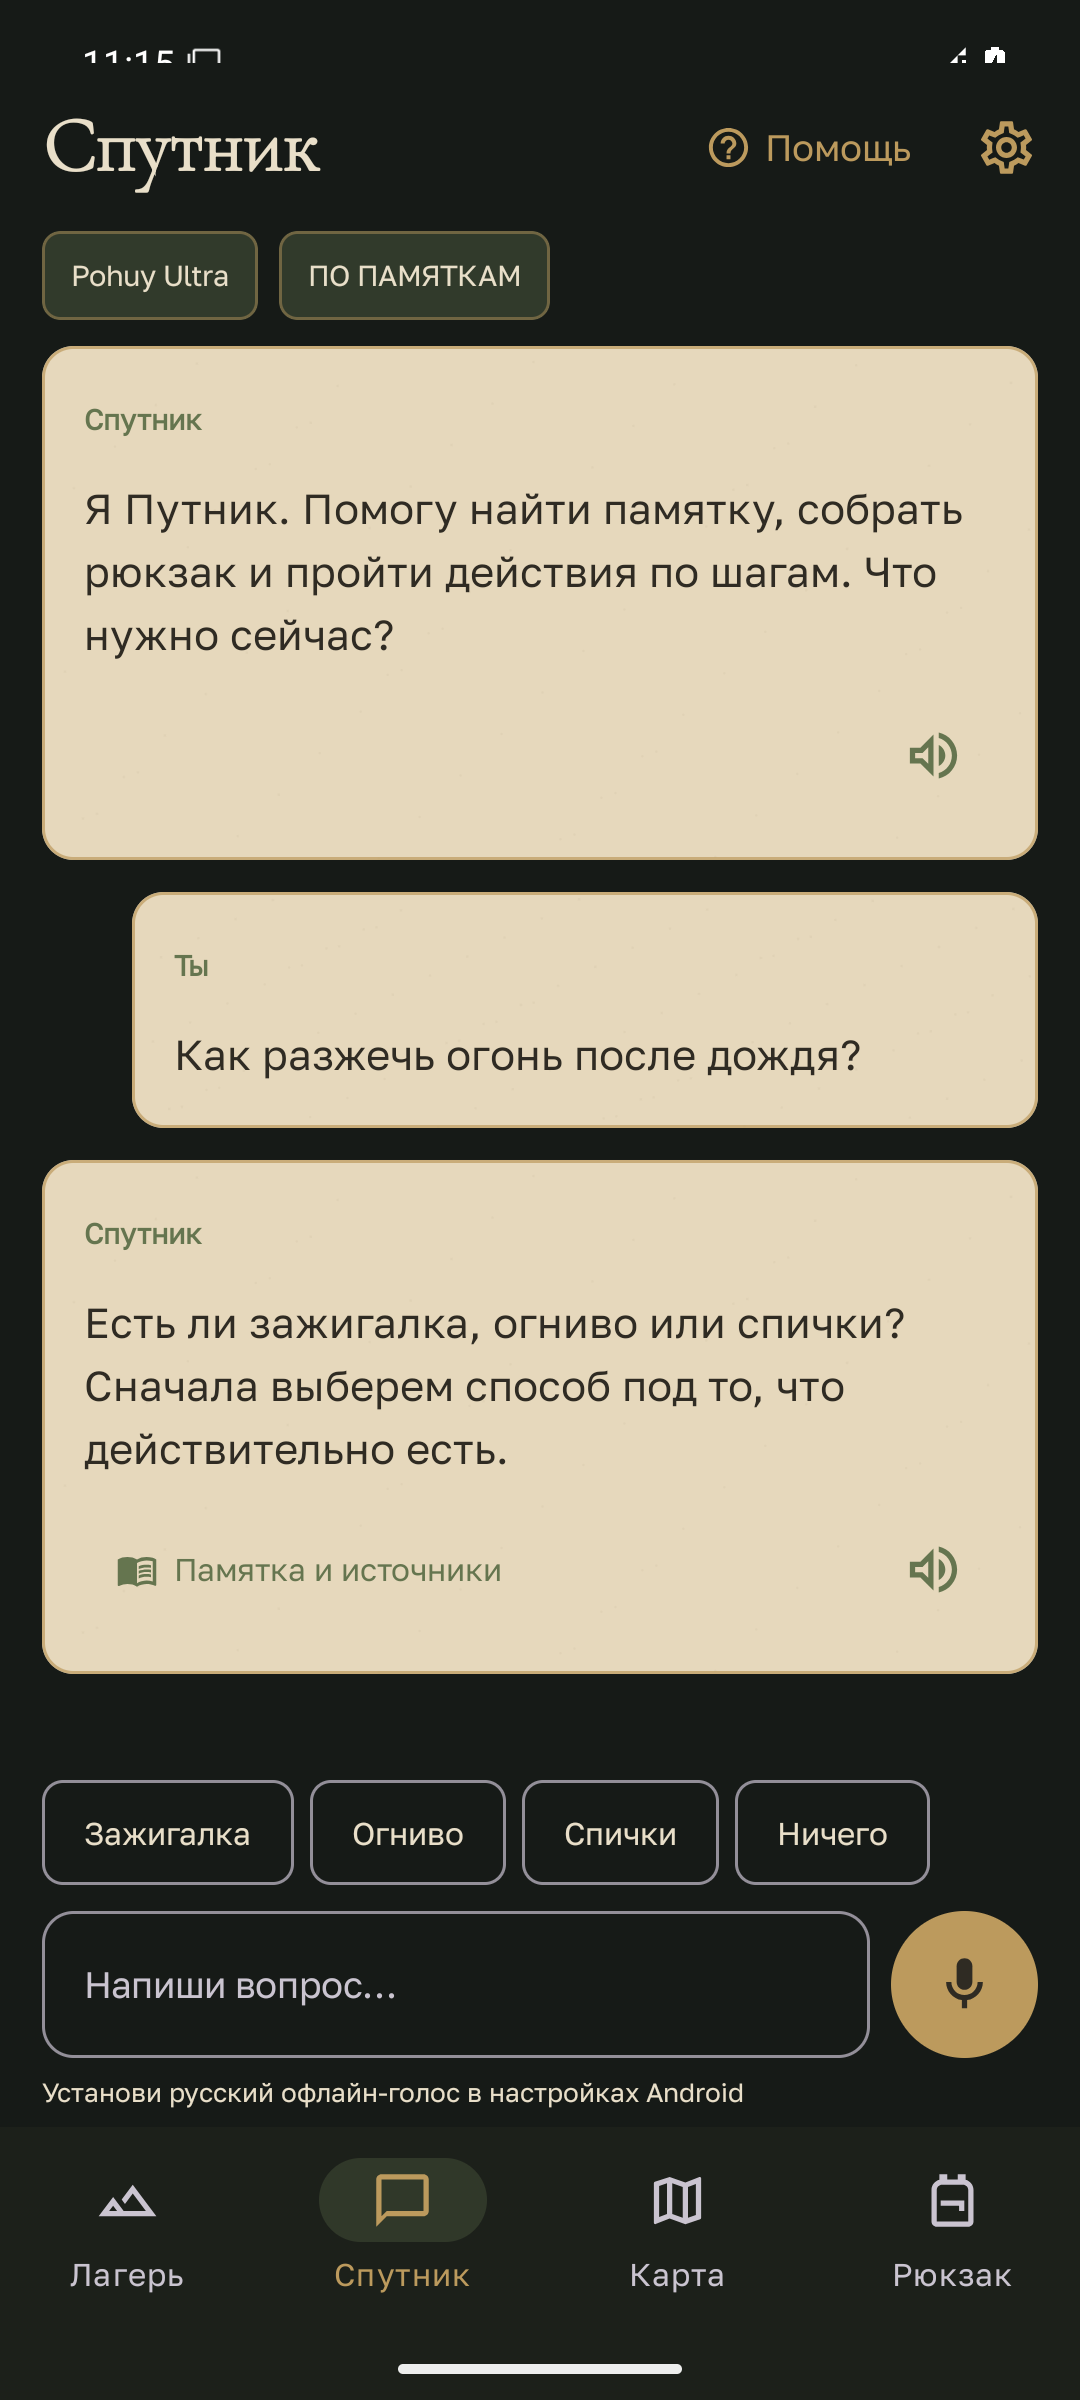 11:15
Спутник
Помощь
Pohuy Ultra
ПО ПАМЯТКАМ
Спутник
Я Путник. Помогу найти памятку, собрать
рюкзак и пройти действия по шагам. Что
нужно сейчас?
Ты
Как разжечь огонь после дождя?
Спутник
Есть ли зажигалка, огниво или спички?
Сначала выберем способ под то, что
действительно есть.
Памятка и источники
Зажигалка
Огниво
Спички
Ничего
Напиши вопрос...
Установи русский офлайн-голос в настройках Android
Лагерь
Спутник
Карта
Рюкзак